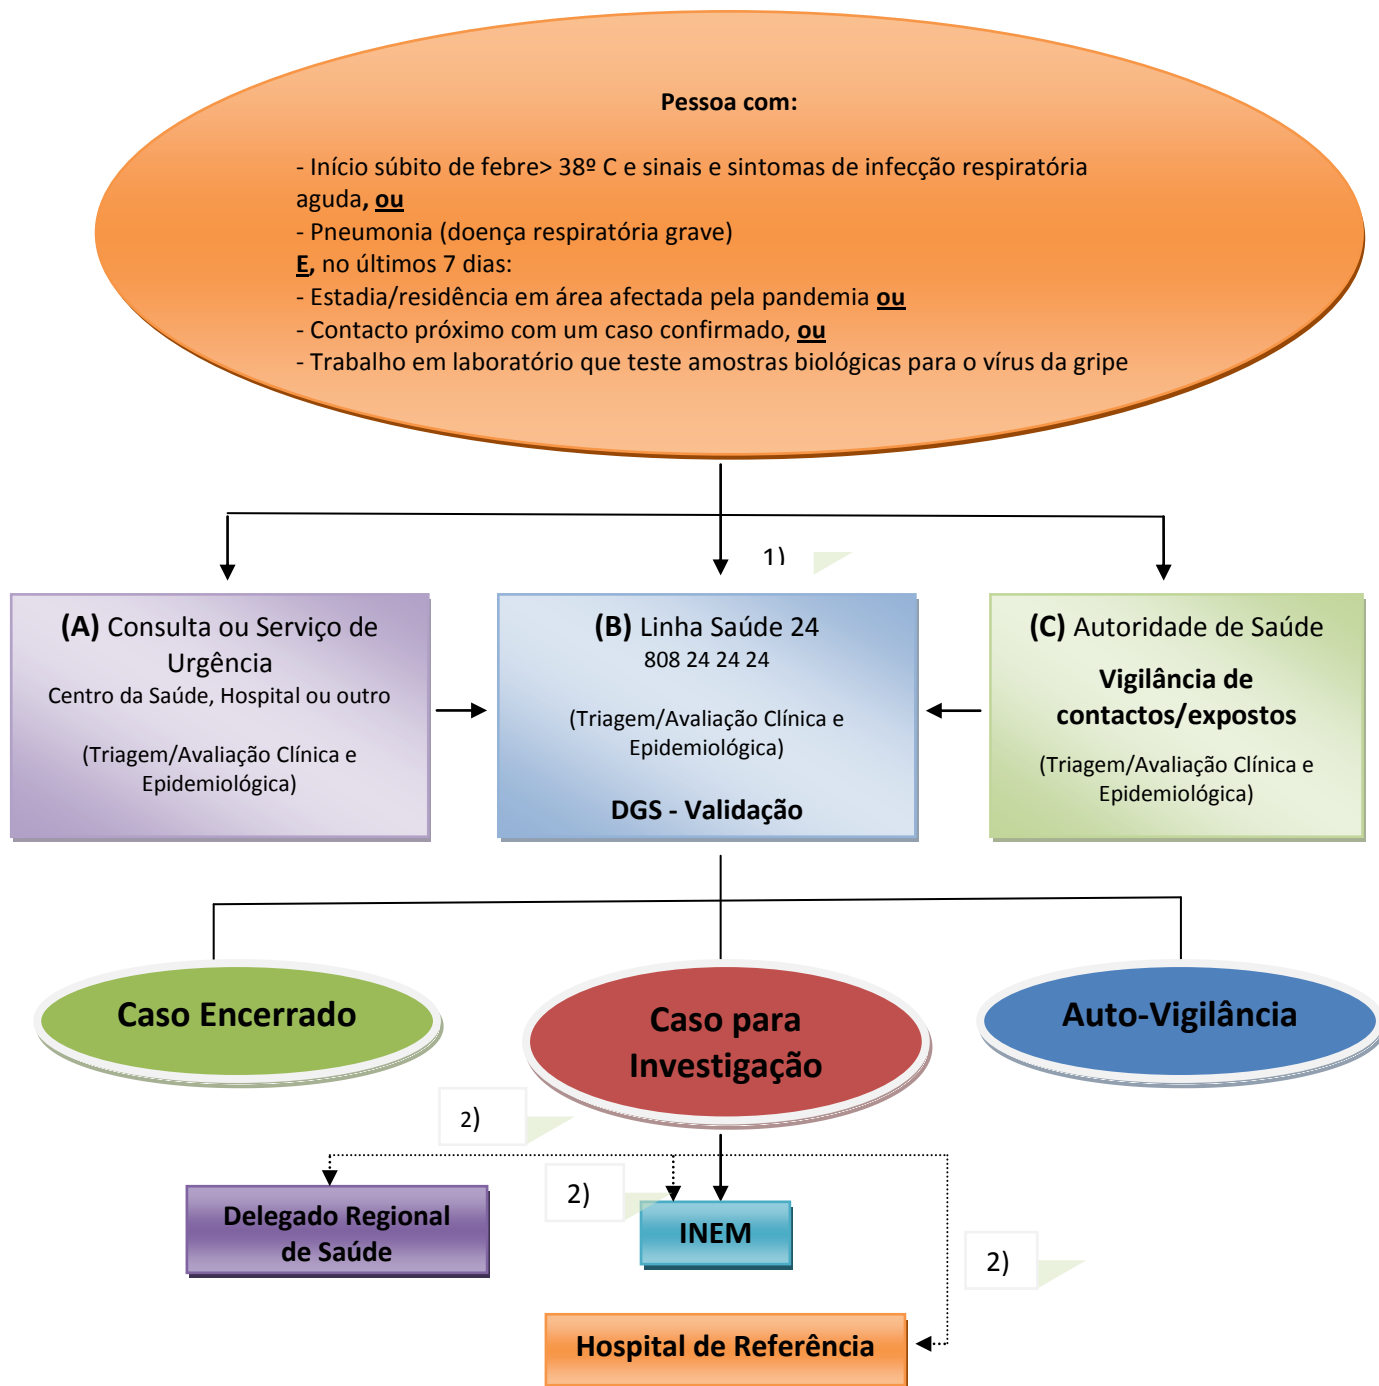 Pessoa com:
- Início súbito de febre> 38º C e sinais e sintomas de infecção respiratória
aguda, ou
- Pneumonia (doença respiratória grave)
E, no últimos 7 dias:
- Estadia/residência em área afectada pela pandemia ou
- Contacto próximo com um caso confirmado, ou
- Trabalho em laboratório que teste amostras biológicas para o vírus da gripe
1)
(A) Consulta ou Serviço de
Urgência
Centro da Saúde, Hospital ou outro
(Triagem/Avaliação Clínica e
Epidemiológica)
(B) Linha Saúde 24
808 24 24 24
(Triagem/Avaliação Clínica e
Epidemiológica)
DGS - Validação
(C) Autoridade de Saúde
Vigilância de
contactos/expostos
(Triagem/Avaliação Clínica e
Epidemiológica)
Caso Encerrado
Caso para
Investigação
Auto-Vigilância
2)
2)
2)
Delegado Regional
de Saúde
INEM
Hospital de Referência